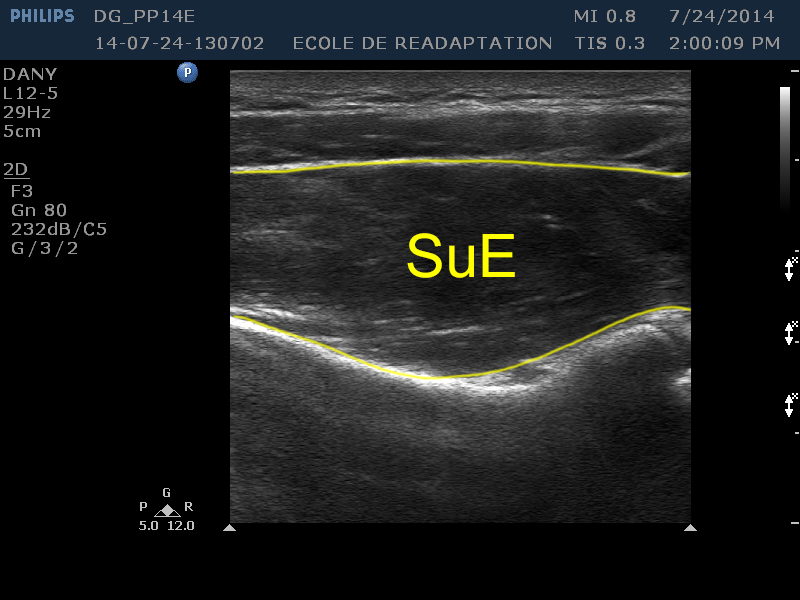 PHILIPS DG_PP14E MI 0.8 7/24/2014
14-07-24-130702 ECOLE DE READAPTATION TIS 0.3 2:00:09 PM
DANY
L12-5
29Hz
5cm
P
2D
F3
Gn 80
232dB/C5
G/3/2
SuE
G
P R
5.0 12.0